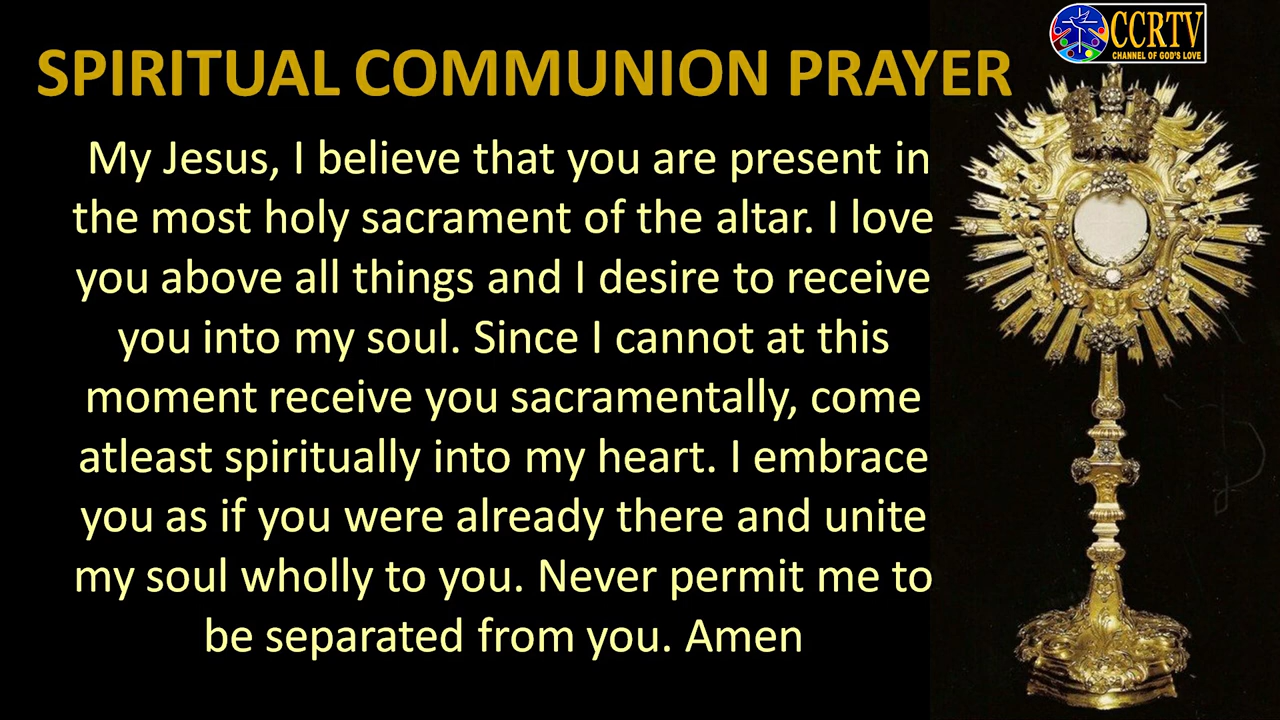 CCRTV
CHANNEL OF GOD'S LOVE
SPIRITUAL COMMUNION PRAYER
My Jesus, I believe that you are present in
the most holy sacrament of the altar. I love
you above all things and I desire to receive
you into my soul. Since I cannot at this
moment receive you sacramentally, come
atleast spiritually into my heart. I embrace
you as if you were already there and unite
my soul wholly to you. Never permit me to
be separated from you. Amen